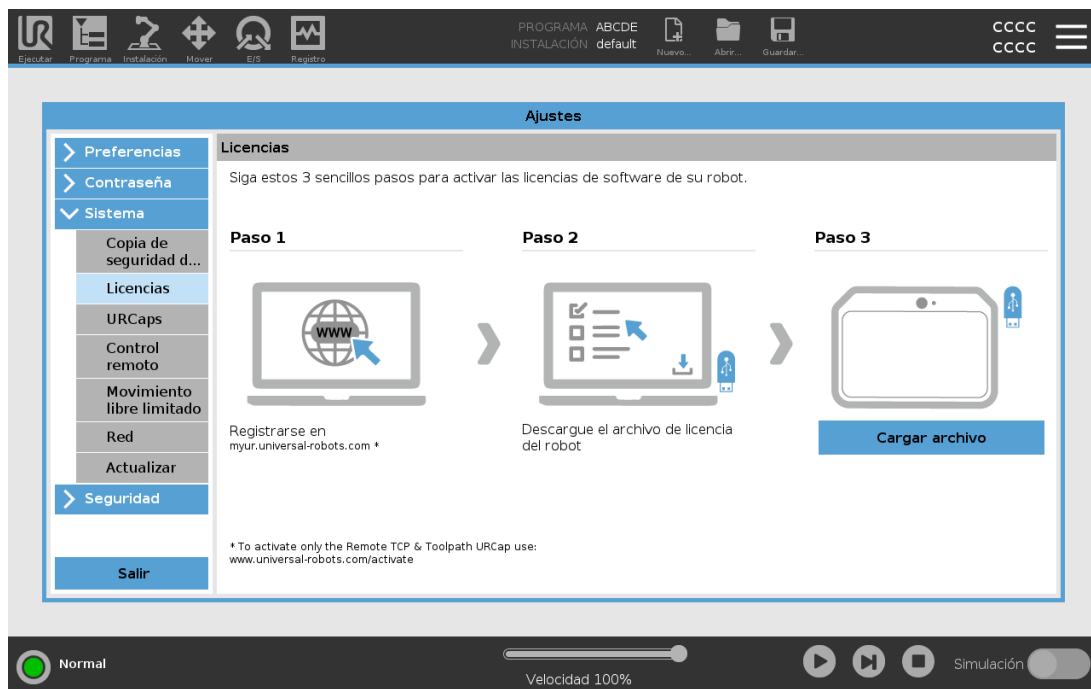 PROGRAMA ABCDE
INSTALACIÓN default
CCCC
CCCC
Ejecutar Programa Instalación Mover E/S Registro Nuevo... Abrir... Guardar...
Ajustes
Preferencias
Contraseña
Sistema
Copia de
seguridad d...
Licencias
URCaps
Control
remoto
Movimiento
libre limitado
Red
Actualizar
Seguridad
Salir
Licencias
Siga estos 3 sencillos pasos para activar las licencias de software de su robot.
Paso 1
www
Registrarse en
myur.universal-robots.com *
Paso 2
Descargue el archivo de licencia
del robot
Paso 3
Cargar archivo
* To activate only the Remote TCP & Toolpath URCap use:
www.universal-robots.com/activate
Normal
Velocidad 100%
Simulación